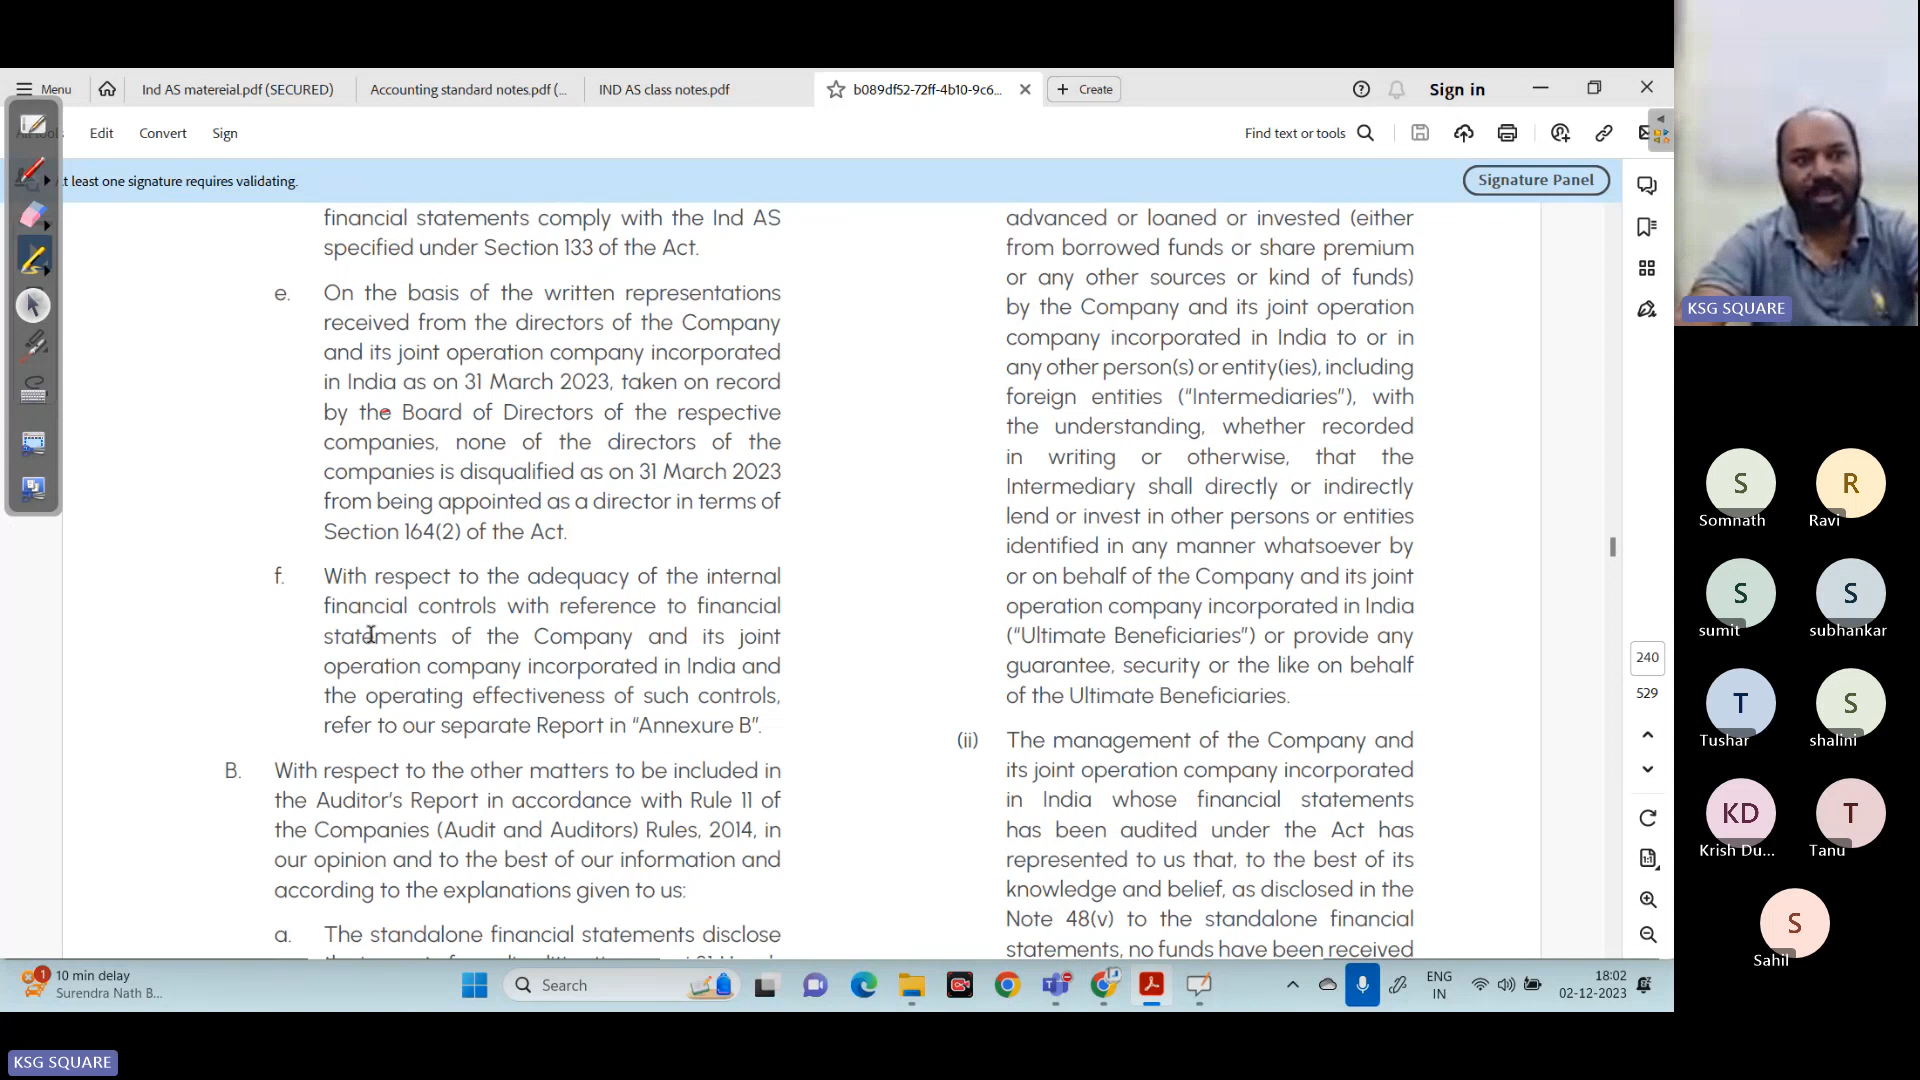 Menu
Ind AS matereial.pdf (SECURED)
Accounting standard notes.pdf (...
IND AS class notes.pdf
b089df52-72ff-4b10-9c6...
Create
Sign in
Edit
Convert
Sign
Find text or tools
t least one signature requires validating.
Signature Panel
financial statements comply with the Ind AS
specified under Section 133 of the Act.
e. On the basis of the written representations
received from the directors of the Company
and its joint operation company incorporated
in India as on 31 March 2023, taken on record
by the Board of Directors of the respective
companies, none of the directors of the
companies is disqualified as on 31 March 2023
from being appointed as a director in terms of
Section 164(2) of the Act.
f. With respect to the adequacy of the internal
financial controls with reference to financial
statements of the Company and its joint
operation company incorporated in India and
the operating effectiveness of such controls,
refer to our separate Report in “Annexure B”.
B. With respect to the other matters to be included in
the Auditor’s Report in accordance with Rule 11 of
the Companies (Audit and Auditors) Rules, 2014, in
our opinion and to the best of our information and
according to the explanations given to us:
a. The standalone financial statements disclose
advanced or loaned or invested (either
from borrowed funds or share premium
or any other sources or kind of funds)
by the Company and its joint operation
company incorporated in India to or in
any other person(s) or entity(ies), including
foreign entities (“Intermediaries”), with
the understanding, whether recorded
in writing or otherwise, that the
Intermediary shall directly or indirectly
lend or invest in other persons or entities
identified in any manner whatsoever by
or on behalf of the Company and its joint
operation company incorporated in India
(“Ultimate Beneficiaries”) or provide any
guarantee, security or the like on behalf
of the Ultimate Beneficiaries.
(ii) The management of the Company and
its joint operation company incorporated
in India whose financial statements
has been audited under the Act has
represented to us that, to the best of its
knowledge and belief, as disclosed in the
Note 48(v) to the standalone financial
statements, no funds have been received
240
529
1:1
KSG SQUARE
S
Somnath
R
Ravi
S
sumit
S
subhankar
T
Tushar
S
shalini
KD
Krish Du...
T
Tanu
S
Sahil
1
10 min delay
Surendra Nath B...
Search
ENG
IN
18:02
02-12-2023
KSG SQUARE